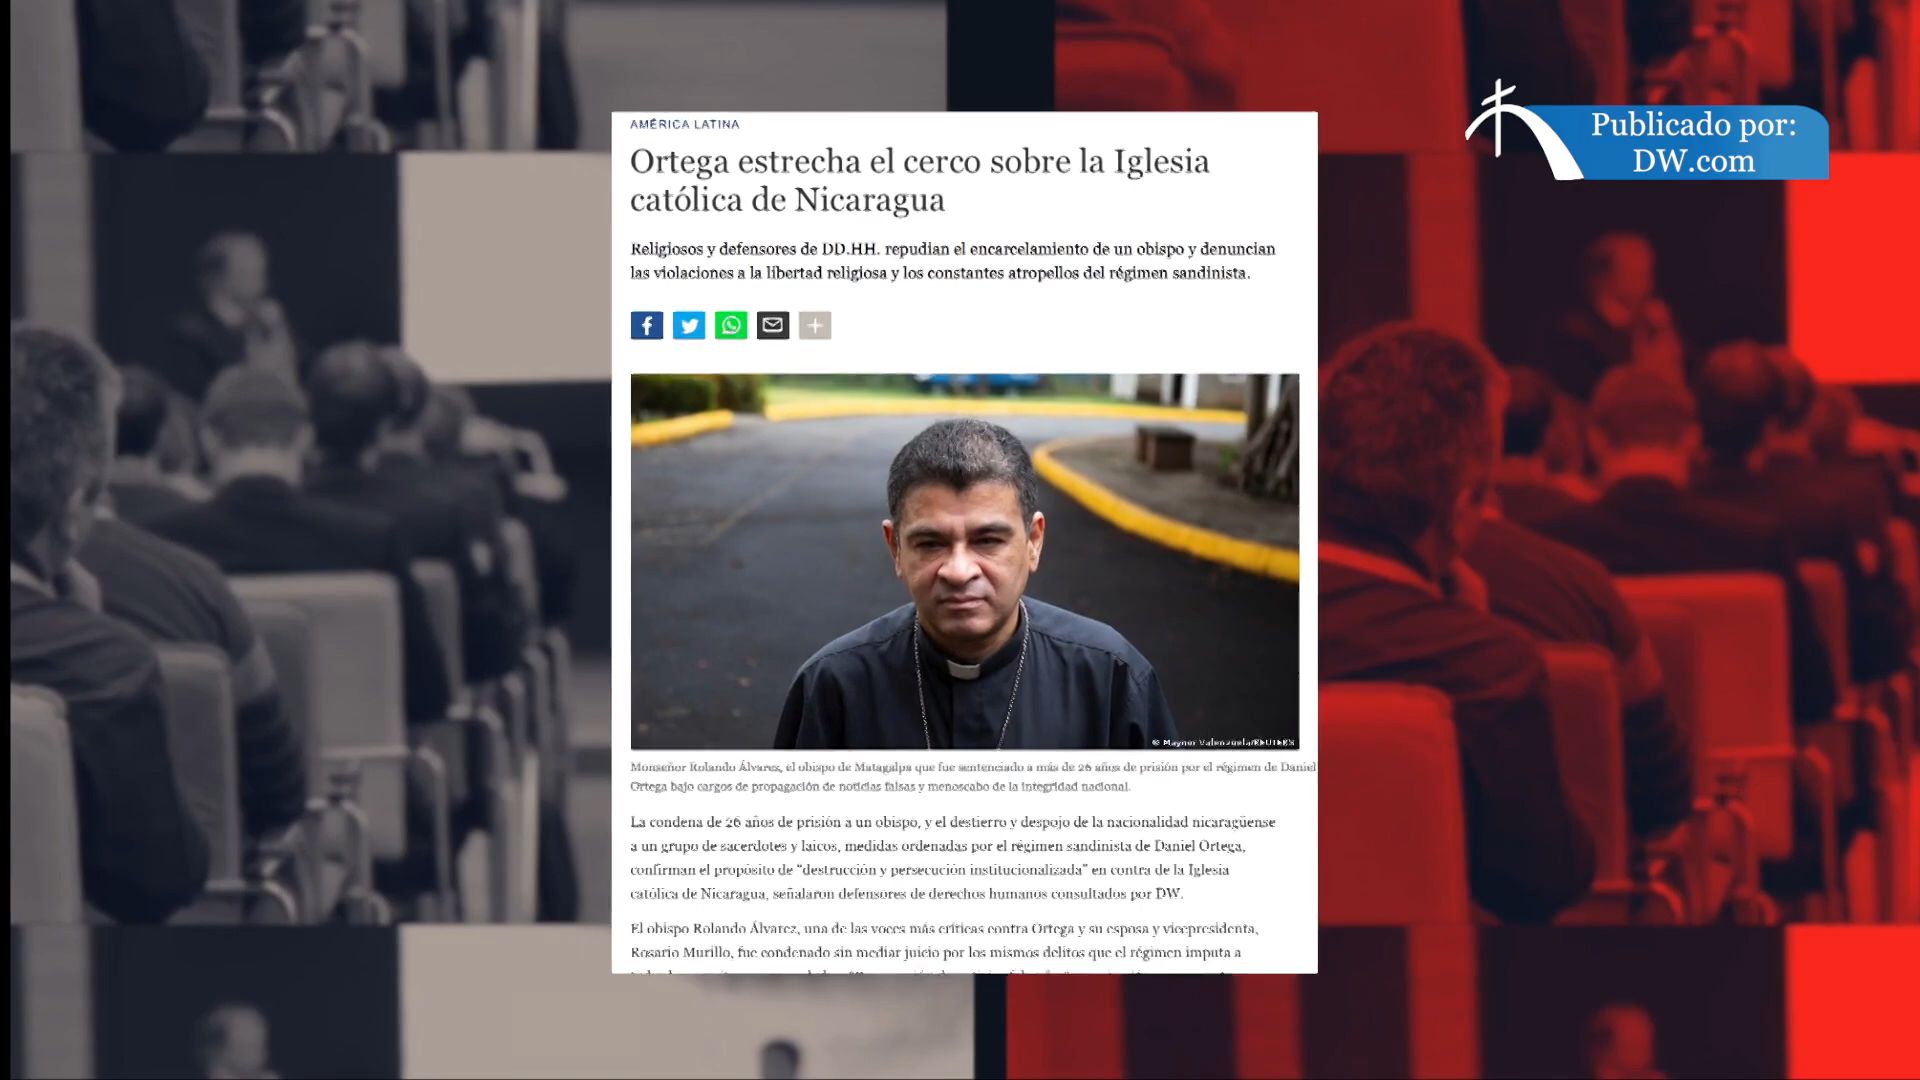 AMÉRICA LATINA
Ortega estrecha el cerco sobre la Iglesia
católica de Nicaragua
Religiosos y defensores de DD.HH. repudian el encarcelamiento de un obispo y denuncian
las violaciones a la libertad religiosa y los constantes atropellos del régimen sandinista.
© Maynor Valenzuela/REUTERS
Monseñor Rolando Álvarez, el obispo de Matagalpa que fue sentenciado a más de 26 años de prisión por el régimen de Daniel
Ortega bajo cargos de propagación de noticias falsas y menoscabo de la integridad nacional.
La condena de 26 años de prisión a un obispo, y el destierro y despojo de la nacionalidad nicaragüense
a un grupo de sacerdotes y laicos, medidas ordenadas por el régimen sandinista de Daniel Ortega,
confirman el propósito de “destrucción y persecución institucionalizada” en contra de la Iglesia
católica de Nicaragua, señalaron defensores de derechos humanos consultados por DW.
El obispo Rolando Álvarez, una de las voces más críticas contra Ortega y su esposa y vicepresidenta,
Rosario Murillo, fue condenado sin mediar juicio por los mismos delitos que el régimen imputa a
Publicado por:
DW.com